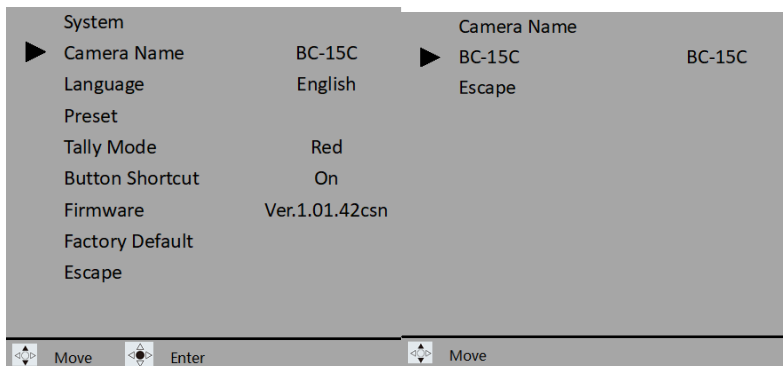 System
Camera Name BC-15C
Language English
Preset
Tally Mode Red
Button Shortcut On
Firmware Ver.1.01.42csn
Factory Default
Escape
Move Enter
Camera Name
BC-15C BC-15C
Escape
Move